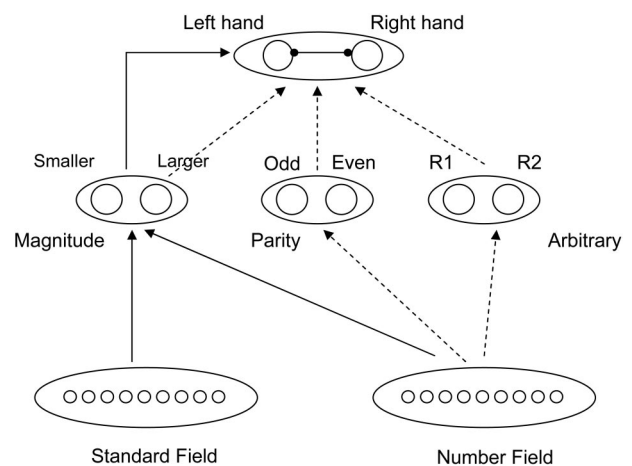 Left hand Right hand
Smaller Larger Odd Even R1 R2
Magnitude Parity Arbitrary
Standard Field Number Field